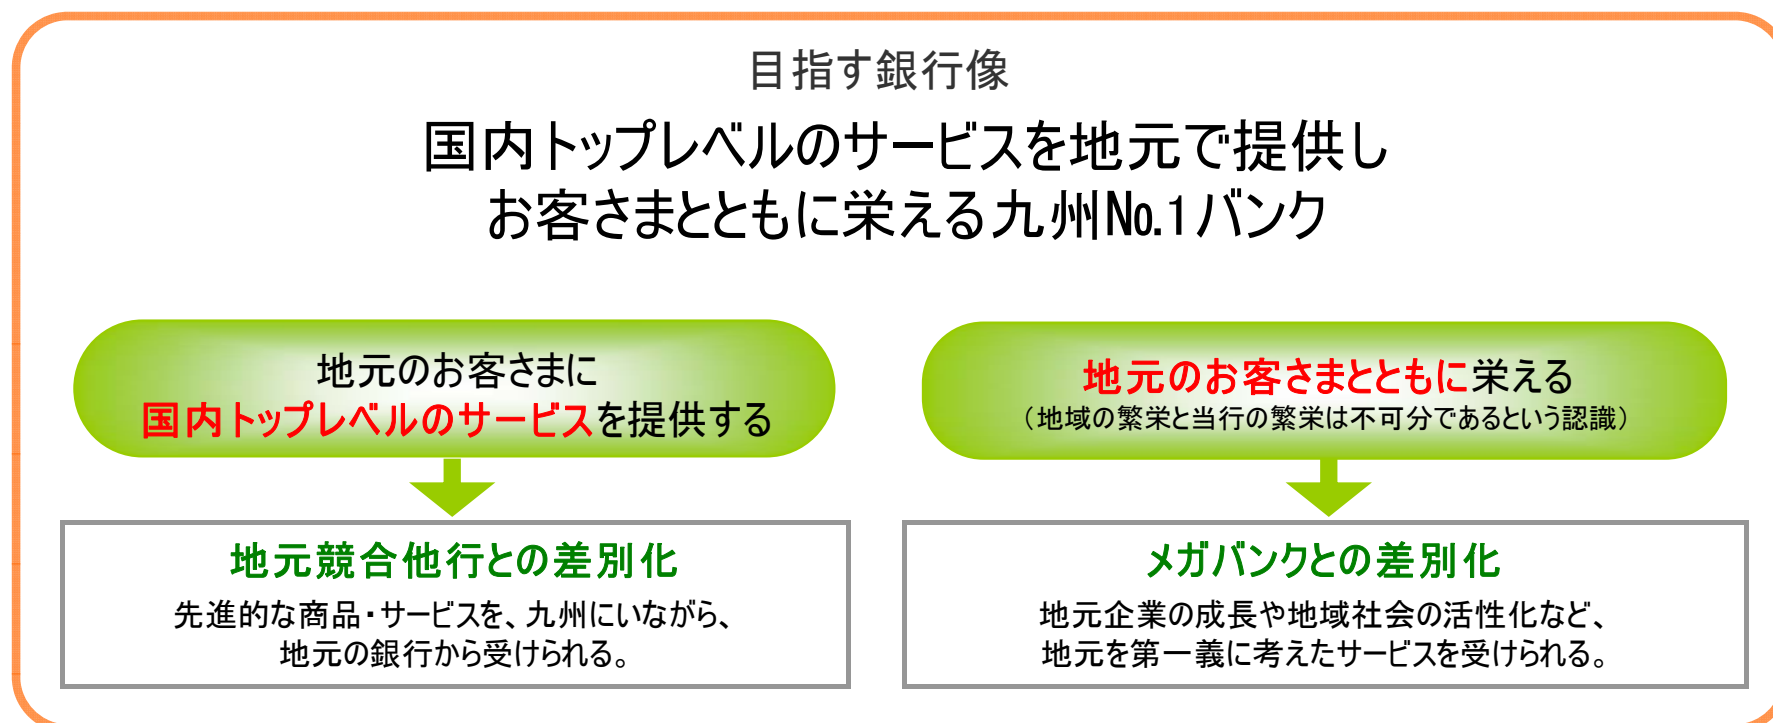 目指す銀行像
国内トップレベルのサービスを地元で提供し
お客さまとともに栄える九州No.1バンク
地元のお客さまに
国内トップレベルのサービスを提供する
地元のお客さまとともに栄える
（地域の繁栄と当行の繁栄は不可分であるという認識）
地元競合他行との差別化
先進的な商品・サービスを、九州にいながら、
地元の銀行から受けられる。
メガバンクとの差別化
地元企業の成長や地域社会の活性化など、
地元を第一義に考えたサービスを受けられる。